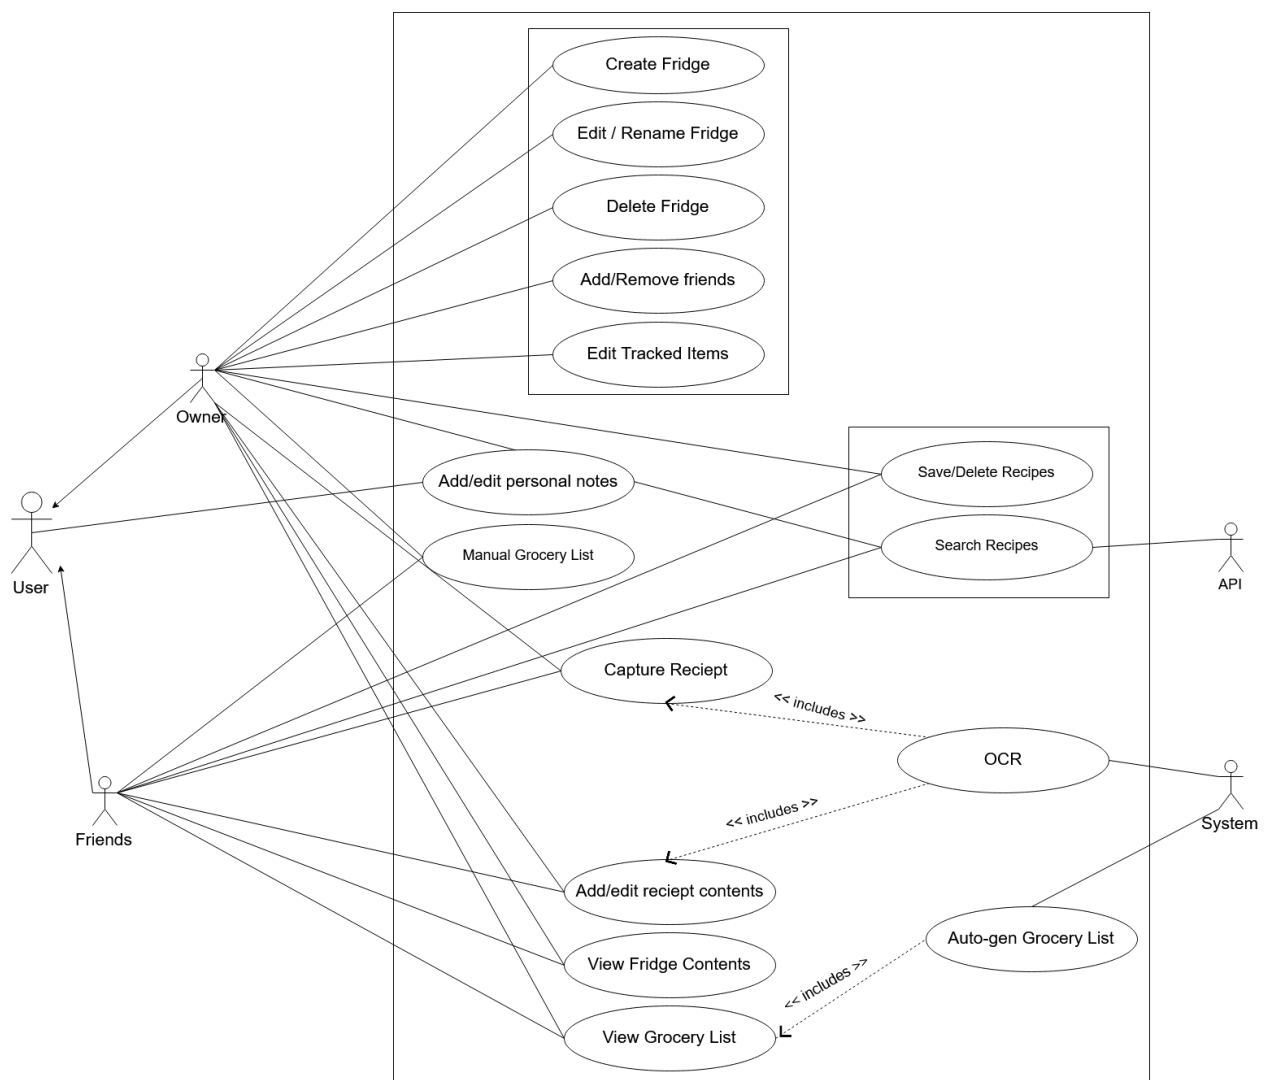 Create Fridge
Edit / Rename Fridge
Delete Fridge
Add/Remove friends
Edit Tracked Items
Owner
Add/edit personal notes
Save/Delete Recipes
Manual Grocery List
Search Recipes
User
API
Capture Reciept
<< includes >>
OCR
<< includes >>
System
Friends
Add/edit reciept contents
Auto-gen Grocery List
View Fridge Contents
<< includes >>
View Grocery List